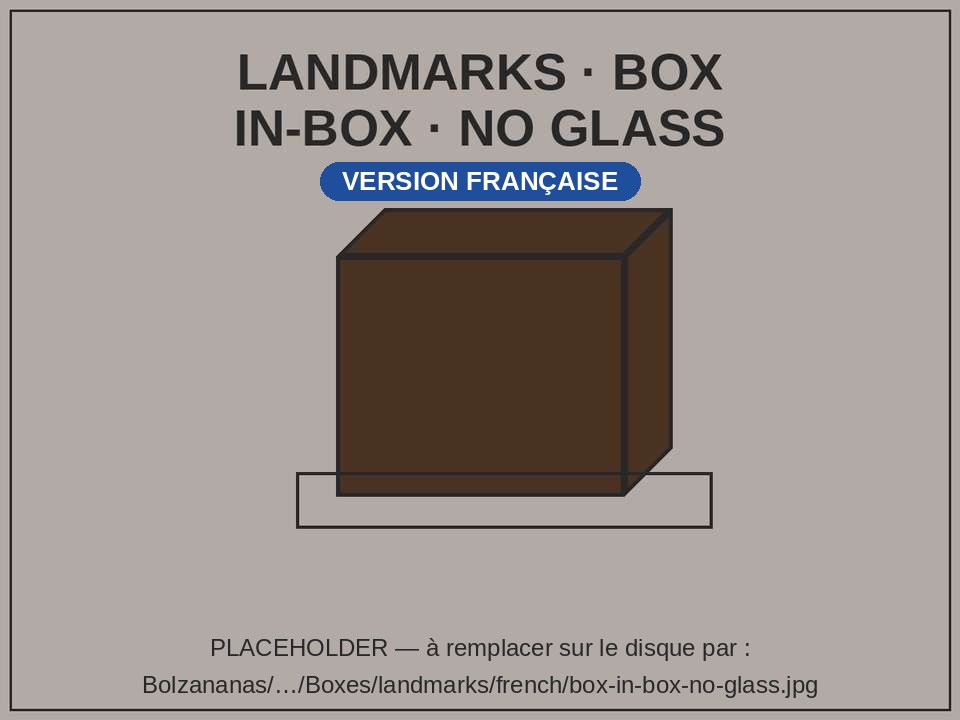 LANDMARKS · BOX
IN-BOX · NO GLASS
VERSION FRANÇAISE
PLACEHOLDER — à remplacer sur le disque par :
Bolzananas/…/Boxes/landmarks/french/box-in-box-no-glass.jpg